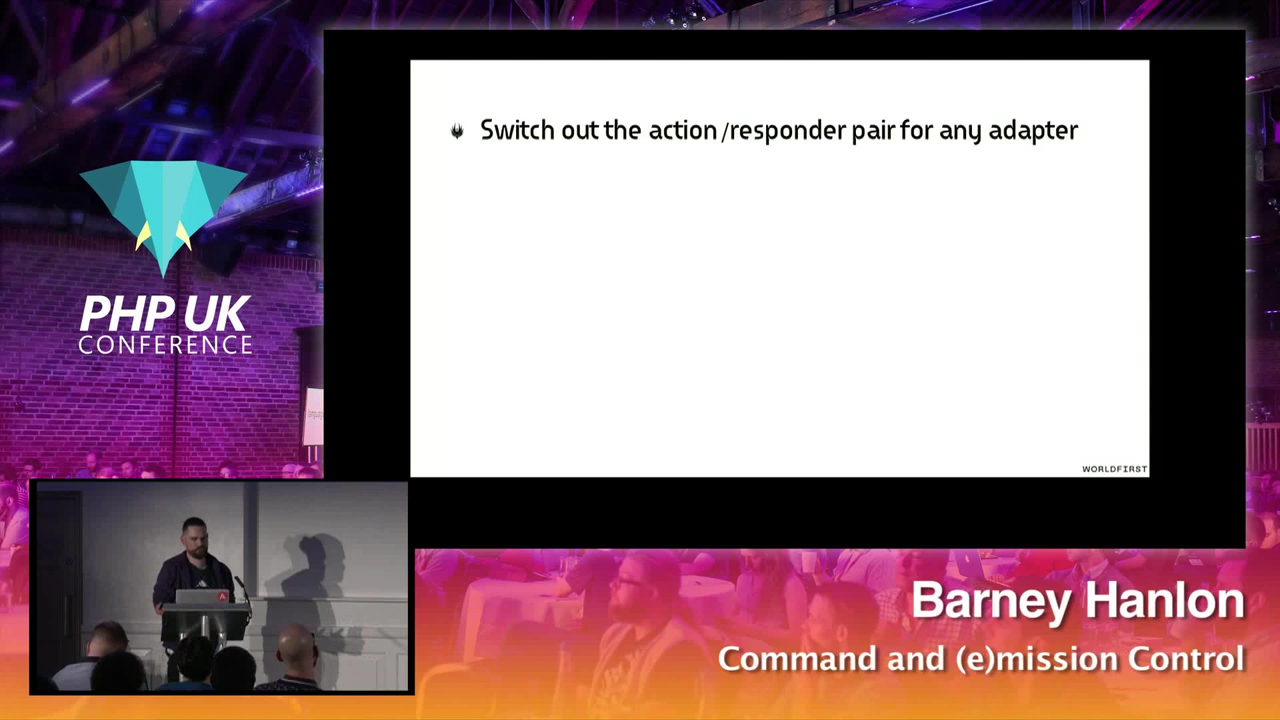 Switch out the action/responder pair for any adapter
WORLDFIRST
PHP UK
CONFERENCE
Barney Hanlon
Command and (e)mission Control